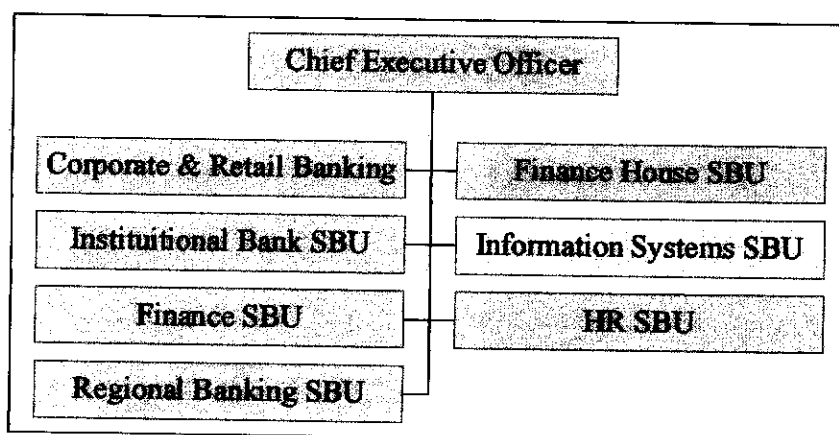 Chief Executive Officer
Corporate & Retail Banking
Finance House SBU
Instituitional Bank SBU
Information Systems SBU
Finance SBU
HR SBU
Regional Banking SBU